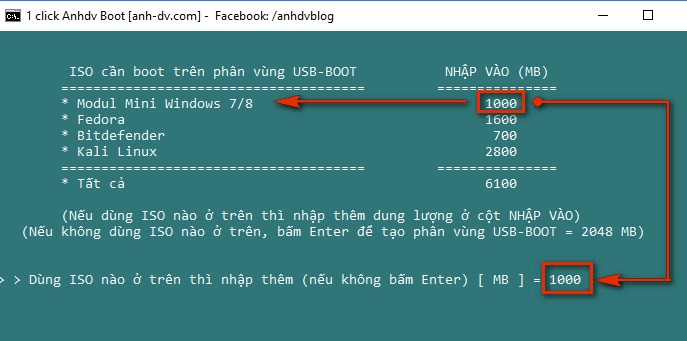 1 click Anhdv Boot [anh-dv.com] - Facebook: /anhdvblog
ISO cần boot trên phân vùng USB-BOOT NHẬP VÀO (MB)
================================== ===============
* Modul Mini Windows 7/8 1000
* Fedora 1600
* Bitdefender 700
* Kali Linux 2800
================================== ===============
* Tất cả 6100
(Nếu dùng ISO nào ở trên thì nhập thêm dung lượng ở cột NHẬP VÀO)
(Nếu không dùng ISO nào ở trên, bấm Enter để tạo phân vùng USB-BOOT = 2048 MB)
> > Dùng ISO nào ở trên thì nhập thêm (nếu không bấm Enter) [ MB ] = 1000